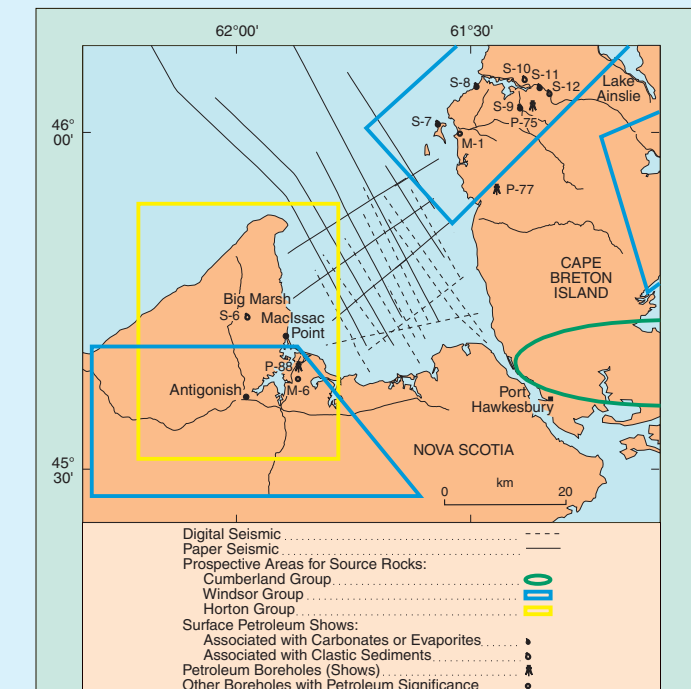 62°00' 61°30'
46°
00'
45°
30'
S-10
S-11
S-8
S-12
Lake
Ainslie
S-9
S-7
P-75
M-1
P-77
CAPE
BRETON
ISLAND
Big Marsh
S-6
MacIssac
Point
P-88
Antigonish
M-6
Port
Hawkesbury
NOVA SCOTIA
km
0 20
Digital Seismic
Paper Seismic
Prospective Areas for Source Rocks:
Cumberland Group
Windsor Group
Horton Group
Surface Petroleum Shows:
Associated with Carbonates or Evaporites
Associated with Clastic Sediments
Petroleum Boreholes (Shows)
Other Boreholes with Petroleum Significance